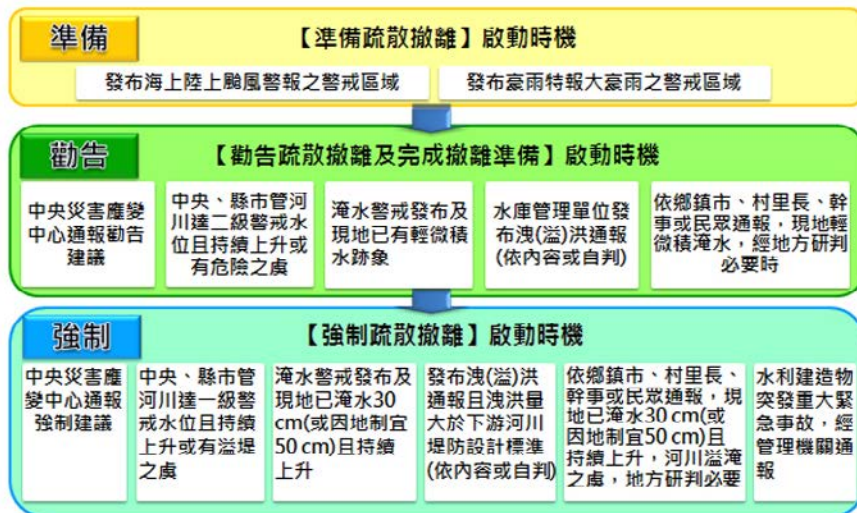 準備
【準備疏散撤離】啟動時機
發布海上陸上颱風警報之警戒區域
發布豪雨特報大豪雨之警戒區域
勸告
【勸告疏散撤離及完成撤離準備】啟動時機
中央災害應變
中心通報勸告
建議
中央、縣市管河
川達二級警戒水
位且持續上升或
有危險之虞
淹水警戒發布及
現地已有輕微積
水跡象
水庫管理單位發
布洩(溢)洪通報
(依內容或自判)
依鄉鎮市、村里長、幹
事或民眾通報，現地輕
微積淹水，經地方研判
必要時
強制
【強制疏散撤離】啟動時機
中央災害應
變中心通報
強制建議
中央、縣市管
河川達一級警
戒水位且持續
上升或有溢堤
之虞
淹水警戒發布及
現地已淹水30
cm(或因地制宜
50 cm)且持續
上升
發布洩(溢)洪
通報且洩洪量
大於下游河川
堤防設計標準
(依內容或自判)
依鄉鎮市、村里長、
幹事或民眾通報，現
地已淹水30 cm(或
因地制宜50 cm)且
持續上升，河川溢淹
之虞，地方研判必要
水利建造物
突發重大緊
急事故，經
管理機關通
報